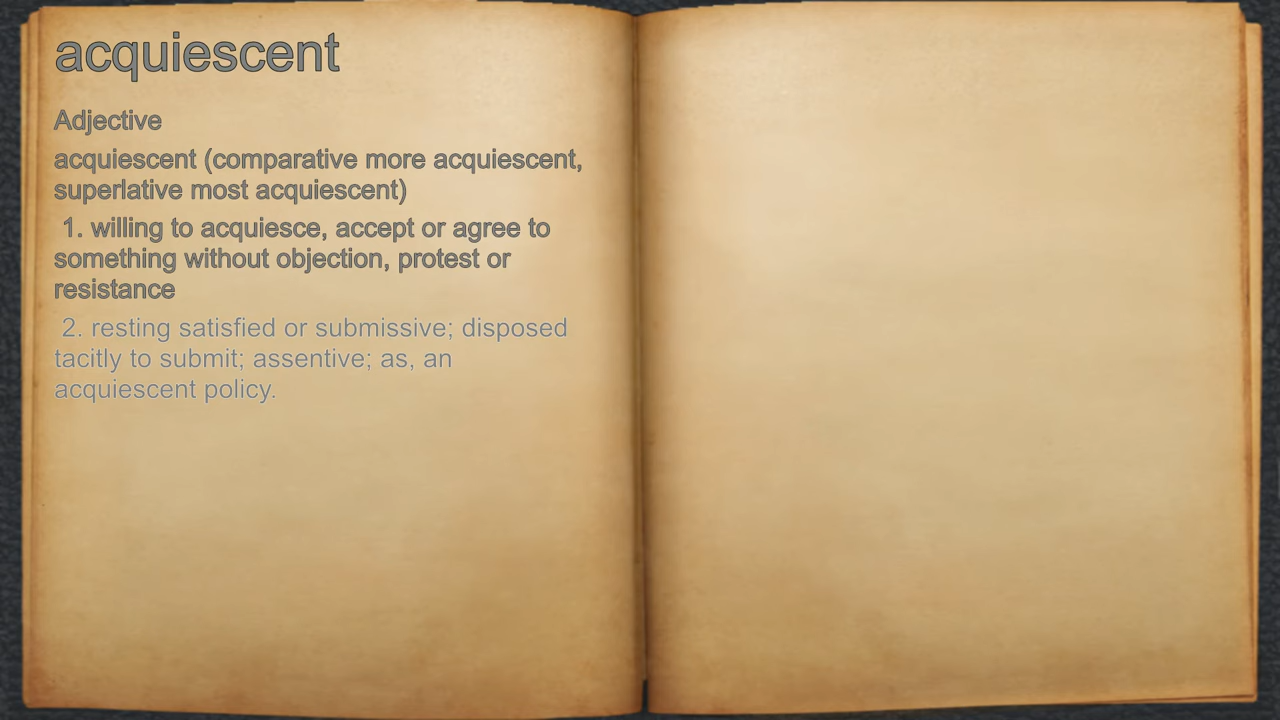 acquiescent
Adjective
acquiescent (comparative more acquiescent,
superlative most acquiescent)
1. willing to acquiesce, accept or agree to
something without objection, protest or
resistance
2. resting satisfied or submissive; disposed
tacitly to submit; assentive; as, an
acquiescent policy.